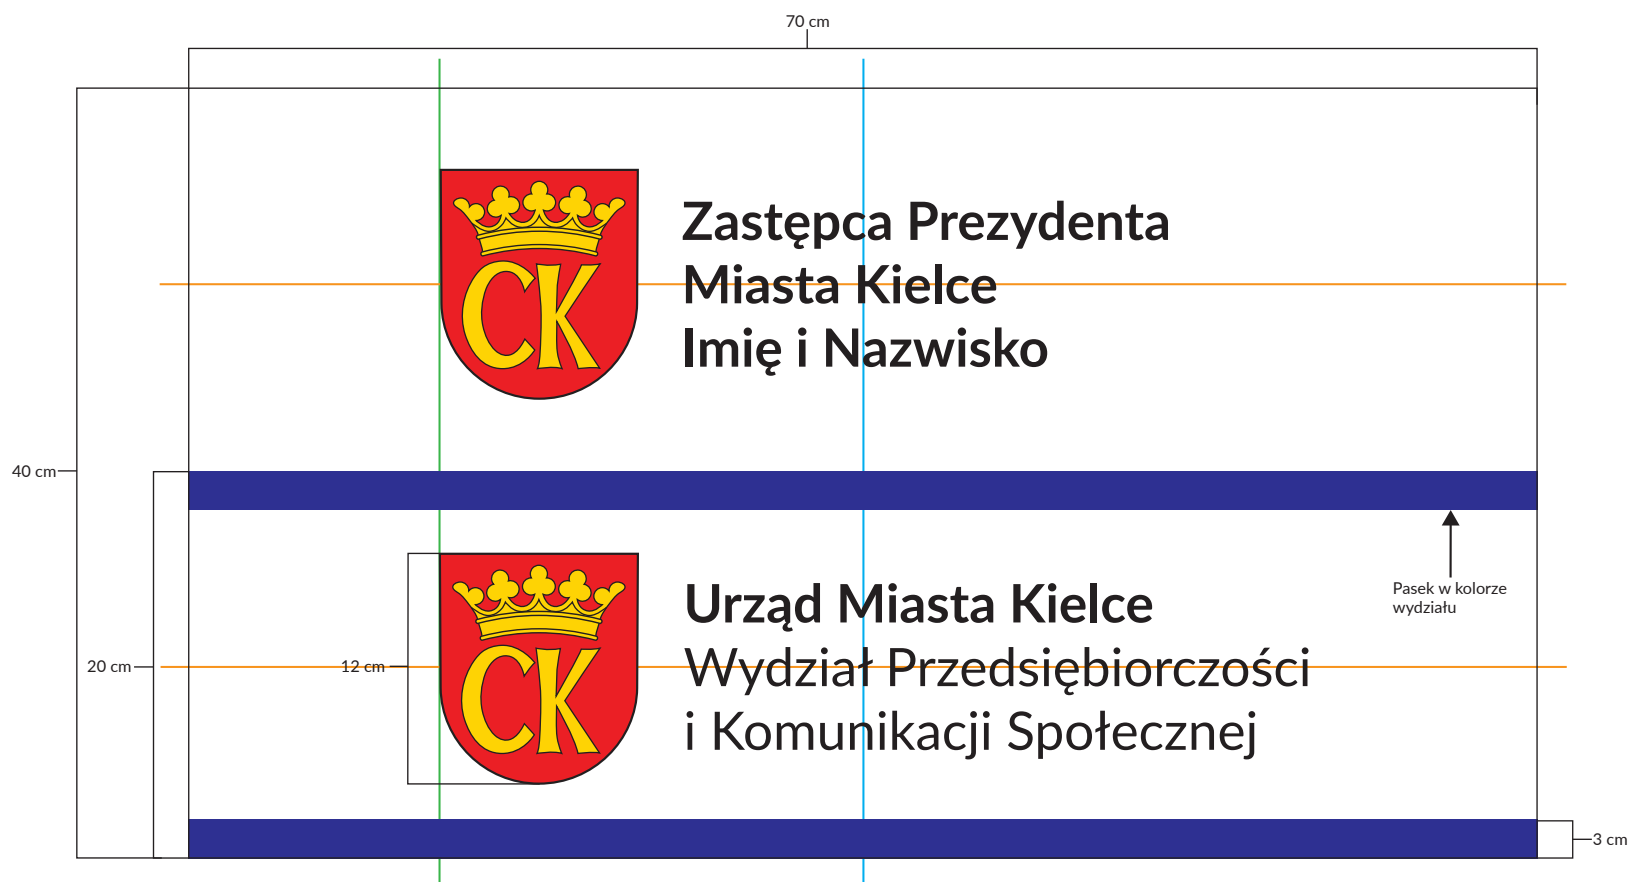 70 cm
Zastępca Prezydenta
Miasta Kielce
Imię i Nazwisko
CK
40 cm
Pasek w kolorze
wydziału
Urząd Miasta Kielce
Wydział Przedsiębiorczości
i Komunikacji Społecznej
CK
20 cm
12 cm
3 cm